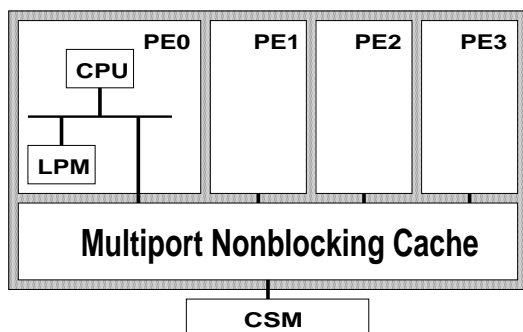 PE0 PE1 PE2 PE3
CPU
LPM
Multiport Nonblocking Cache
CSM